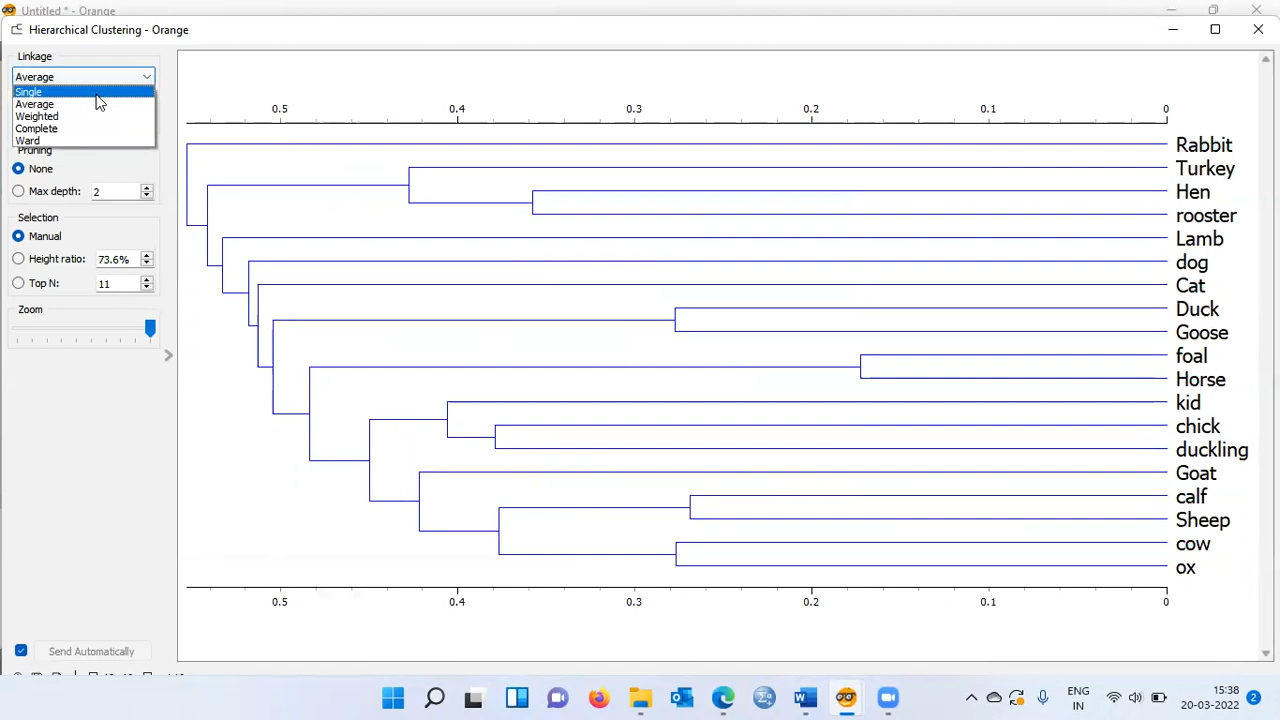 Untitled * - Orange
Hierarchical Clustering - Orange
Linkage
Average
Single
Average
Weighted
Complete
Ward
Pruning
None
Max depth: 2
Selection
Manual
Height ratio: 73.6%
Top N: 11
Zoom
Send Automatically
0.5 0.4 0.3 0.2 0.1 0
Rabbit
Turkey
Hen
rooster
Lamb
dog
Cat
Duck
Goose
foal
Horse
kid
chick
duckling
Goat
calf
Sheep
cow
ox
0.5 0.4 0.3 0.2 0.1 0
ENG
IN
15:38
20-03-2022
2